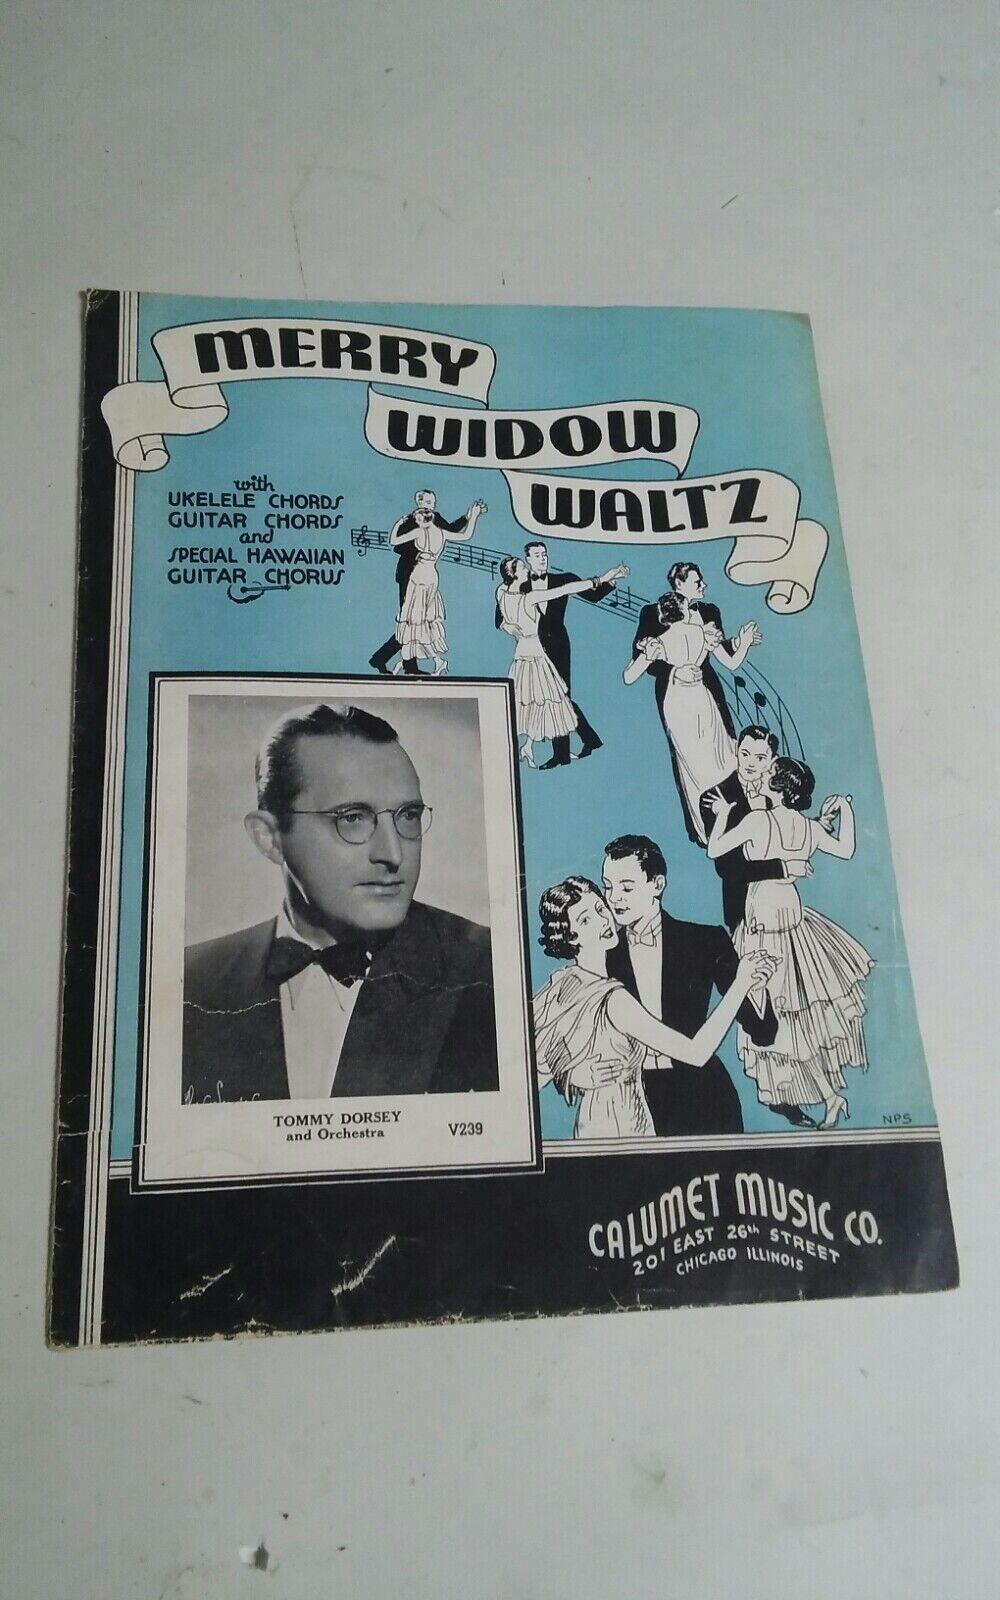 MERRY
WIDOW
WALTZ
with
UKELELE CHORDS
GUITAR CHORDS
and
SPECIAL HAWAIIAN
GUITAR CHORUS
TOMMY DORSEY
and Orchestra V239
NPS
CALUMET MUSIC CO.
201 EAST 26th STREET
CHICAGO ILLINOIS